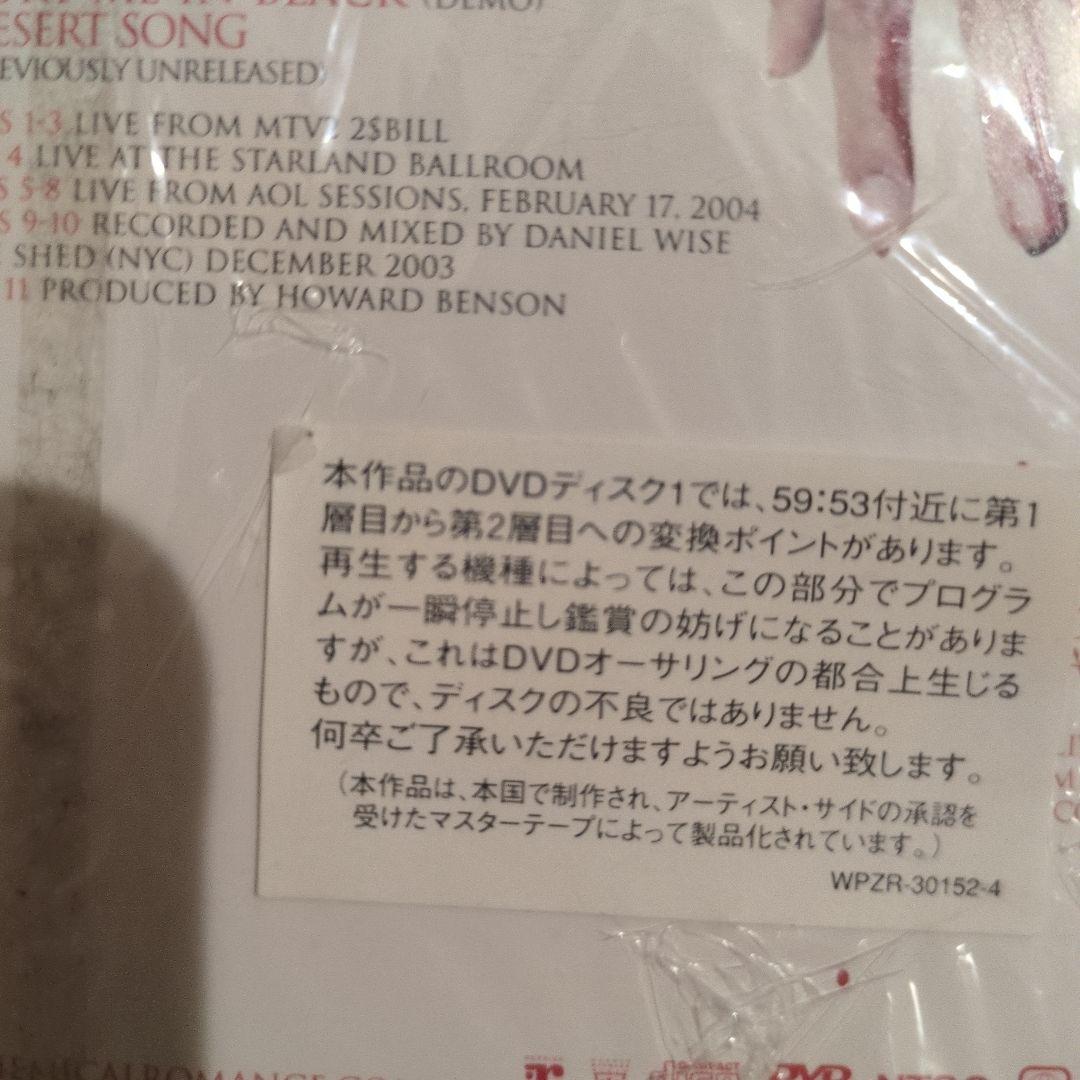 (DEMO)
ESERT SONG
EVIOUSLY UNRELEASED)
S 1-3 LIVE FROM MTV2 2$BILL
4 LIVE AT THE STARLAND BALLROOM
S 5-8 LIVE FROM AOL SESSIONS, FEBRUARY 17, 2004
S 9-10 RECORDED AND MIXED BY DANIEL WISE
SHED (NYC) DECEMBER 2003
11 PRODUCED BY HOWARD BENSON
本作品のDVDディスク1では、59:53付近に第1
層目から第2層目への変換ポイントがあります。
再生する機種によっては、この部分でプログラ
ムが一瞬停止し鑑賞の妨げになることがありま
すが、これはDVDオーサリングの都合上生じる
もので、ディスクの不良ではありません。
何卒ご了承いただけますようお願い致します。
(本作品は、本国で制作され、アーティスト・サイドの承認を
受けたマスターテープによって製品化されています。)
WPZR-30152-4